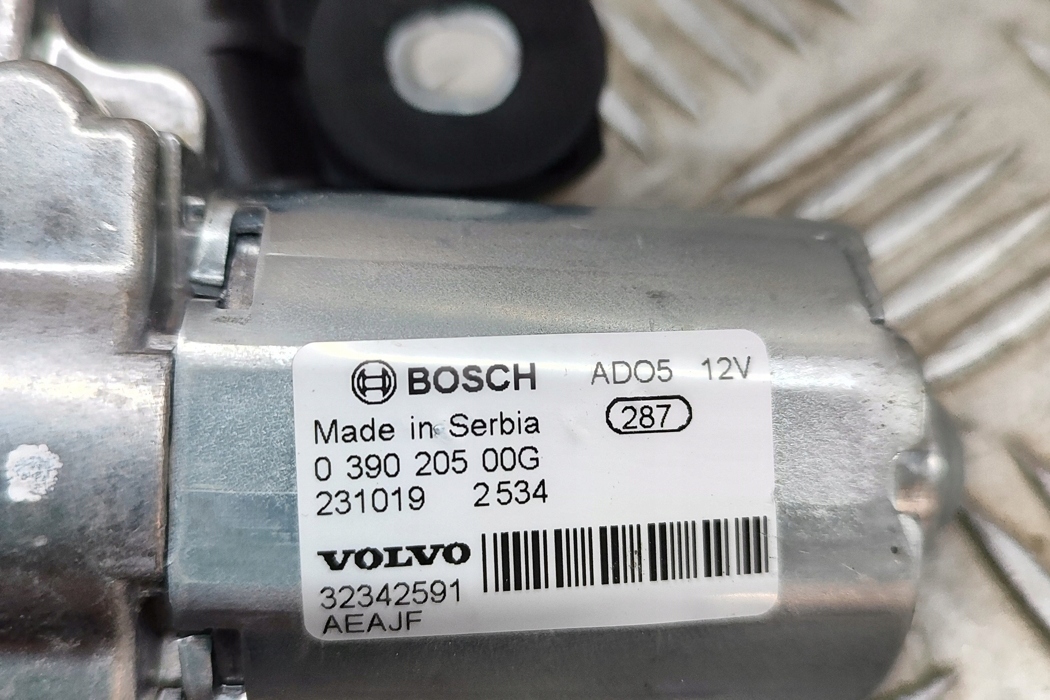 BOSCH ADO5 12V
Made in Serbia 287
0 390 205 00G
231019 2534
VOLVO
32342591
AEAJF